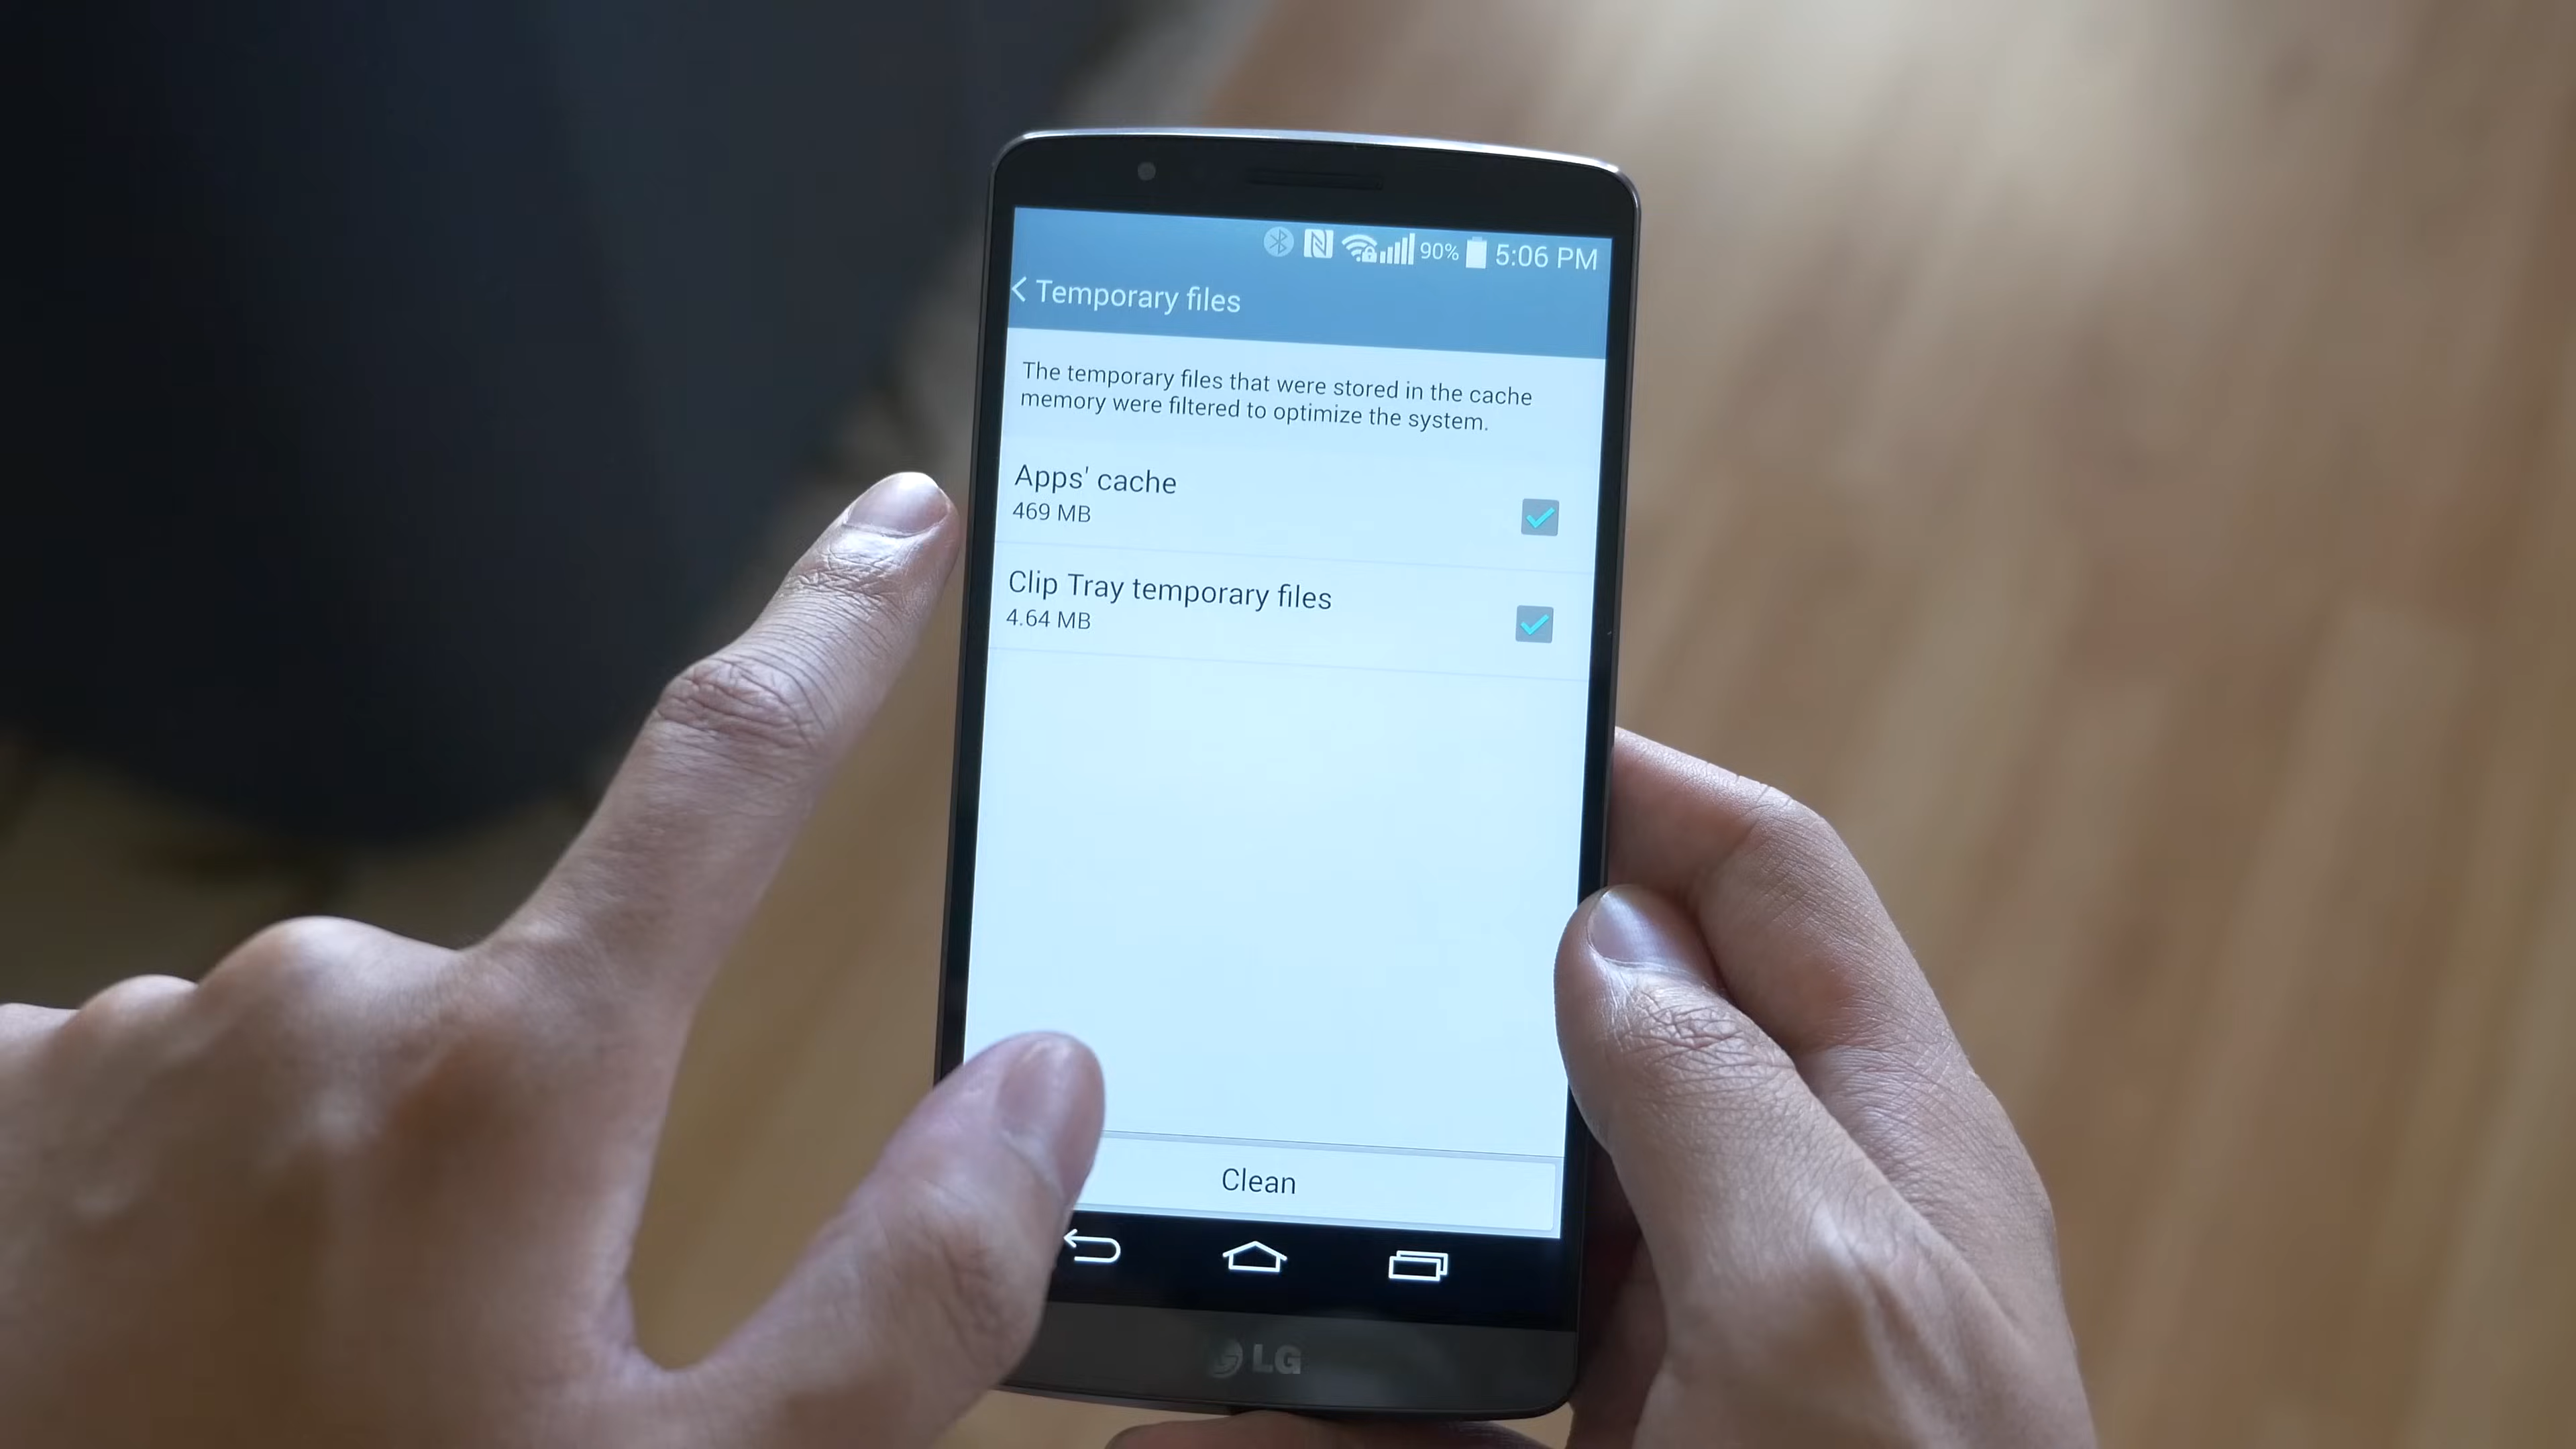 90% 5:06 PM
Temporary files
The temporary files that were stored in the cache
memory were filtered to optimize the system.
Apps' cache
469 MB
Clip Tray temporary files
4.64 MB
Clean
LG